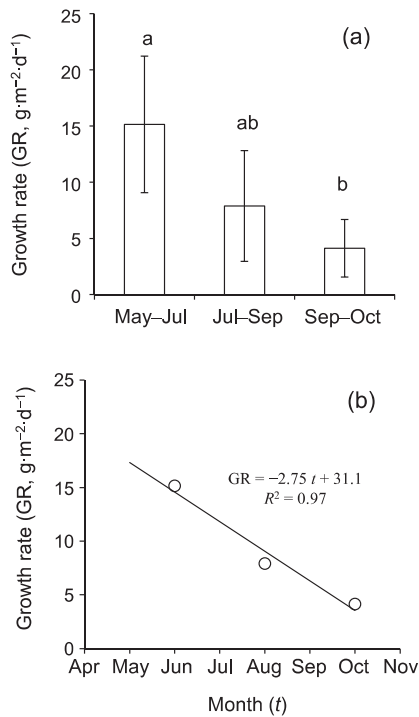 (a)
Growth rate (GR, g·m⁻²·d⁻¹)
25
20
15
10
5
0
a
ab
b
May–Jul Jul–Sep Sep–Oct
(b)
Growth rate (GR, g·m⁻²·d⁻¹)
25
20
15
10
5
0
GR = −2.75 t + 31.1
R² = 0.97
Apr May Jun Jul Aug Sep Oct Nov
Month (t)